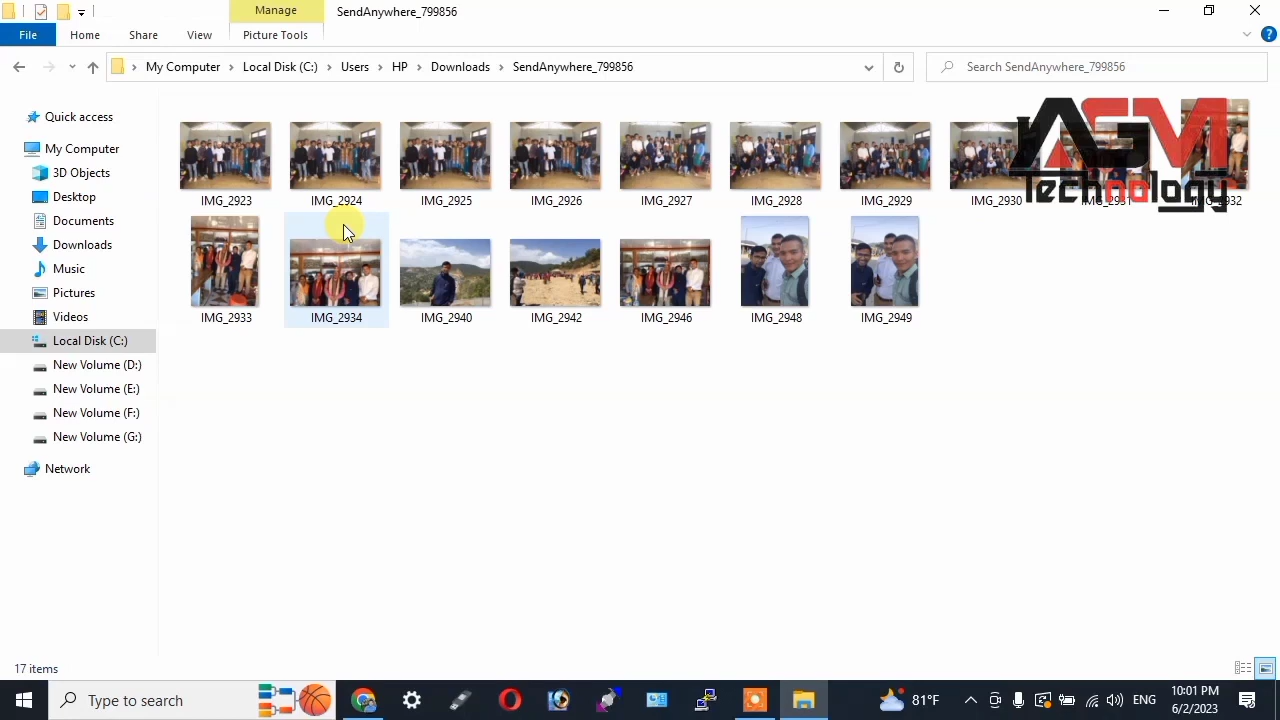 Manage
SendAnywhere_799856
File
Home
Share
View
Picture Tools
My Computer
Local Disk (C:)
Users
HP
Downloads
SendAnywhere_799856
Search SendAnywhere_799856
Quick access
My Computer
3D Objects
Desktop
Documents
Downloads
Music
Pictures
Videos
Local Disk (C:)
New Volume (D:)
New Volume (E:)
New Volume (F:)
New Volume (G:)
Network
AGM
Technology
IMG_2923
IMG_2924
IMG_2925
IMG_2926
IMG_2927
IMG_2928
IMG_2929
IMG_2930
IMG_2931
IMG_2932
IMG_2933
IMG_2934
IMG_2940
IMG_2942
IMG_2946
IMG_2948
IMG_2949
17 items
Type to search
81°F
ENG
10:01 PM
6/2/2023